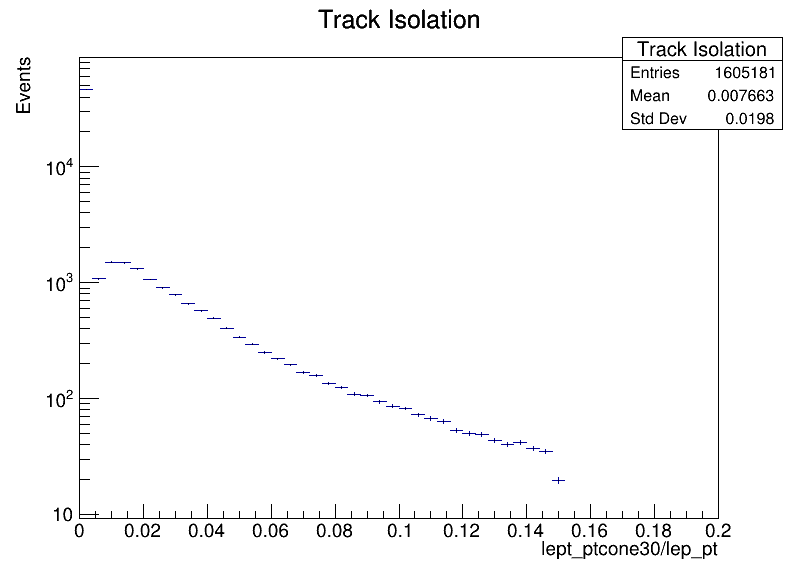 Track Isolation
Track Isolation
Entries 1605181
Mean 0.007663
Std Dev 0.0198
Events
10^4
10^3
10^2
10
0 0.02 0.04 0.06 0.08 0.1 0.12 0.14 0.16 0.18 0.2
lept_ptcone30/lep_pt